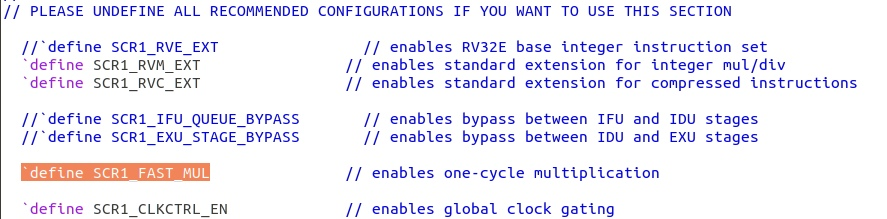 // PLEASE UNDEFINE ALL RECOMMENDED CONFIGURATIONS IF YOU WANT TO USE THIS SECTION
//`define SCR1_RVE_EXT // enables RV32E base integer instruction set
`define SCR1_RVM_EXT // enables standard extension for integer mul/div
`define SCR1_RVC_EXT // enables standard extension for compressed instructions
//`define SCR1_IFU_QUEUE_BYPASS // enables bypass between IFU and IDU stages
//`define SCR1_EXU_STAGE_BYPASS // enables bypass between IDU and EXU stages
`define SCR1_FAST_MUL // enables one-cycle multiplication
`define SCR1_CLKCTRL_EN // enables global clock gating